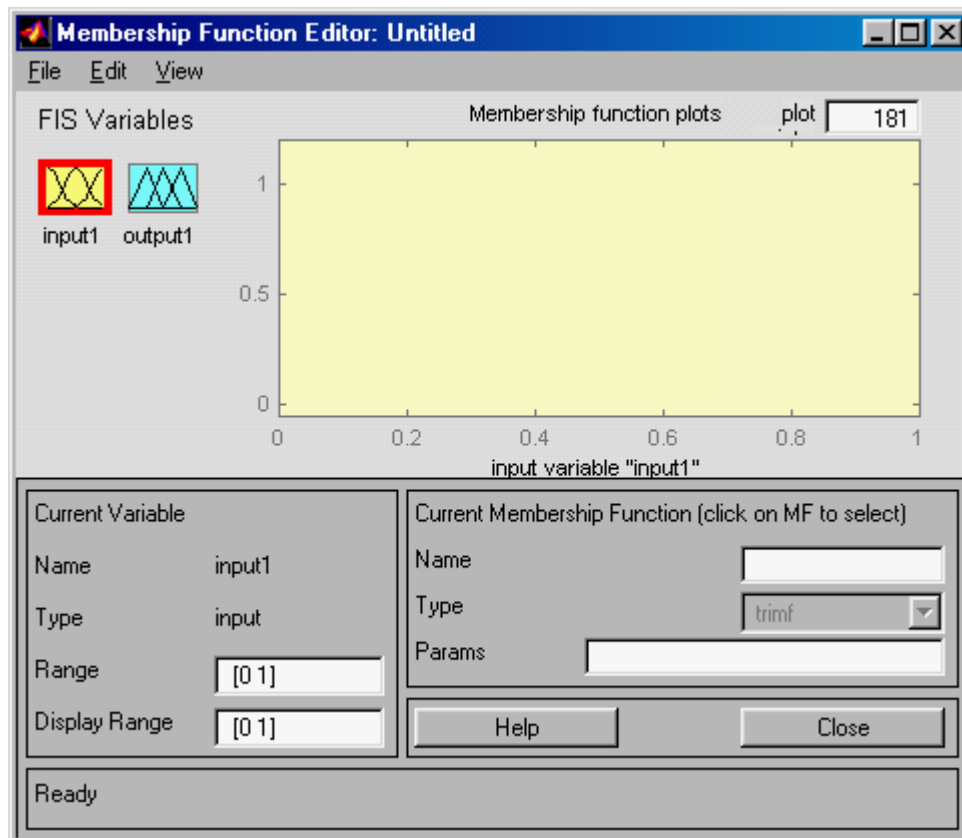 Membership Function Editor: Untitled
File Edit View
FIS Variables
input1 output1
Membership function plots plot 181
1
0.5
0
0 0.2 0.4 0.6 0.8 1
input variable "input1"
Current Variable
Name input1
Type input
Range [0 1]
Display Range [0 1]
Current Membership Function (click on MF to select)
Name
Type trimf
Params
Help Close
Ready